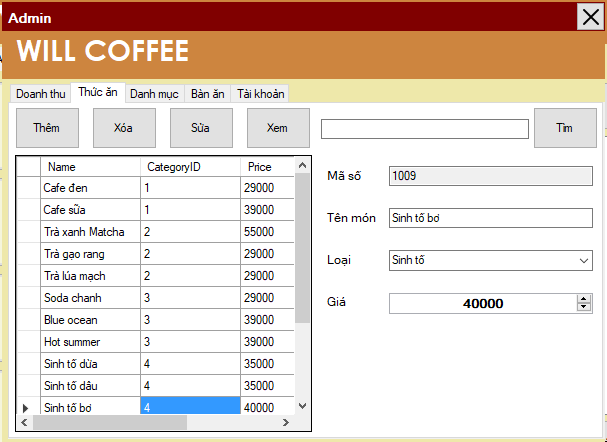 Admin
WILL COFFEE
Doanh thu Thức ăn Danh mục Bàn ăn Tài khoản
Thêm Xóa Sửa Xem Tìm
Name CategoryID Price
Cafe đen 1 29000
Cafe sữa 1 39000
Trà xanh Matcha 2 55000
Trà gạo rang 2 29000
Trà lúa mạch 2 29000
Soda chanh 3 29000
Blue ocean 3 39000
Hot summer 3 39000
Sinh tố dừa 4 35000
Sinh tố dâu 4 35000
Sinh tố bơ 4 40000
Mã số 1009
Tên món Sinh tố bơ
Loại Sinh tố
Giá 40000